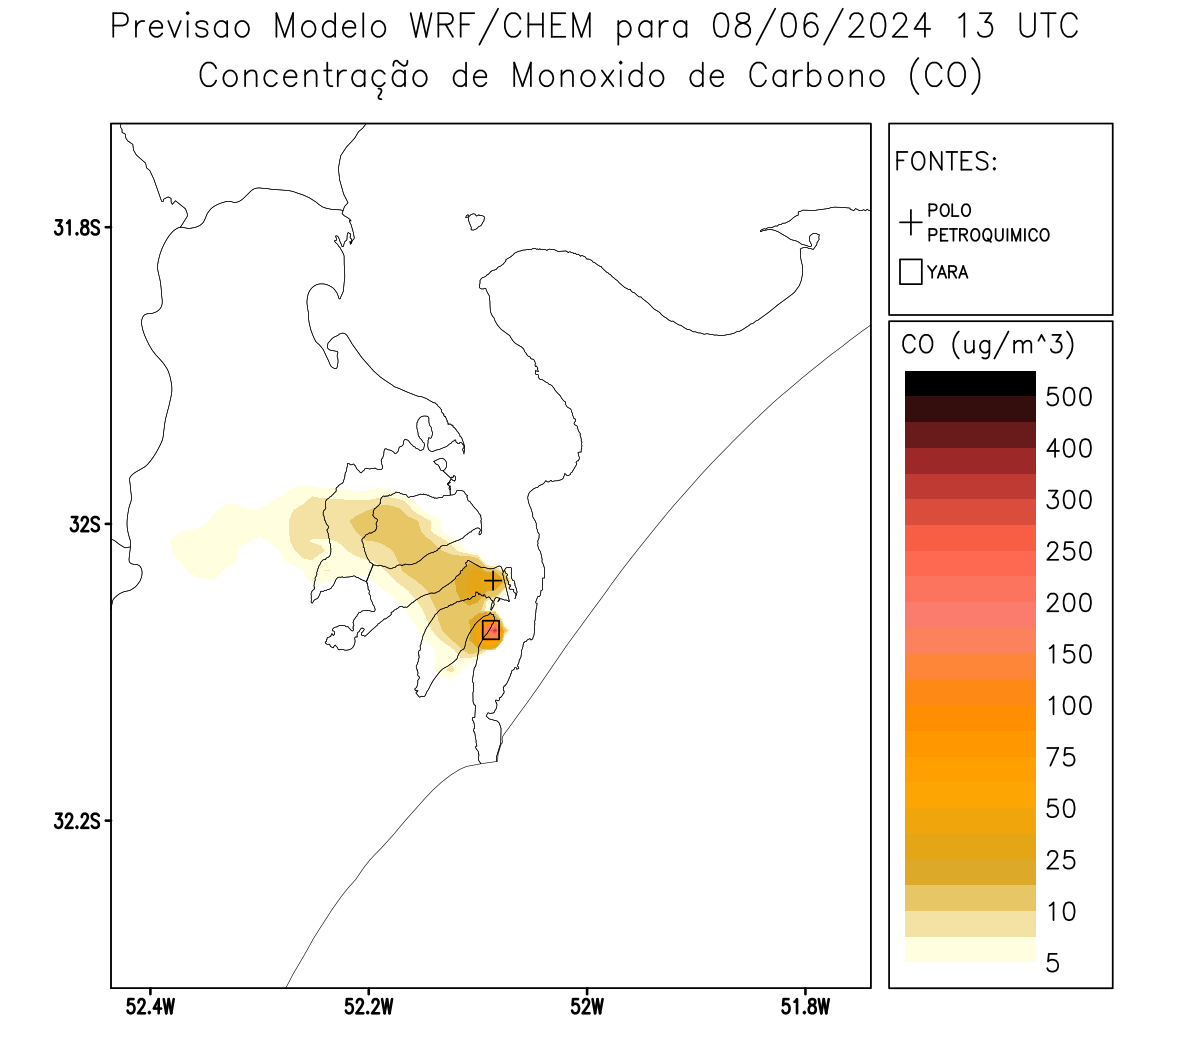 Previsao Modelo WRF/CHEM para 08/06/2024 13 UTC
Concentração de Monoxido de Carbono (CO)
FONTES:
POLO
PETROQUIMICO
YARA
CO (ug/m^3)
500
400
300
250
200
150
100
75
50
25
10
5
31.8S
32S
32.2S
52.4W
52.2W
52W
51.8W